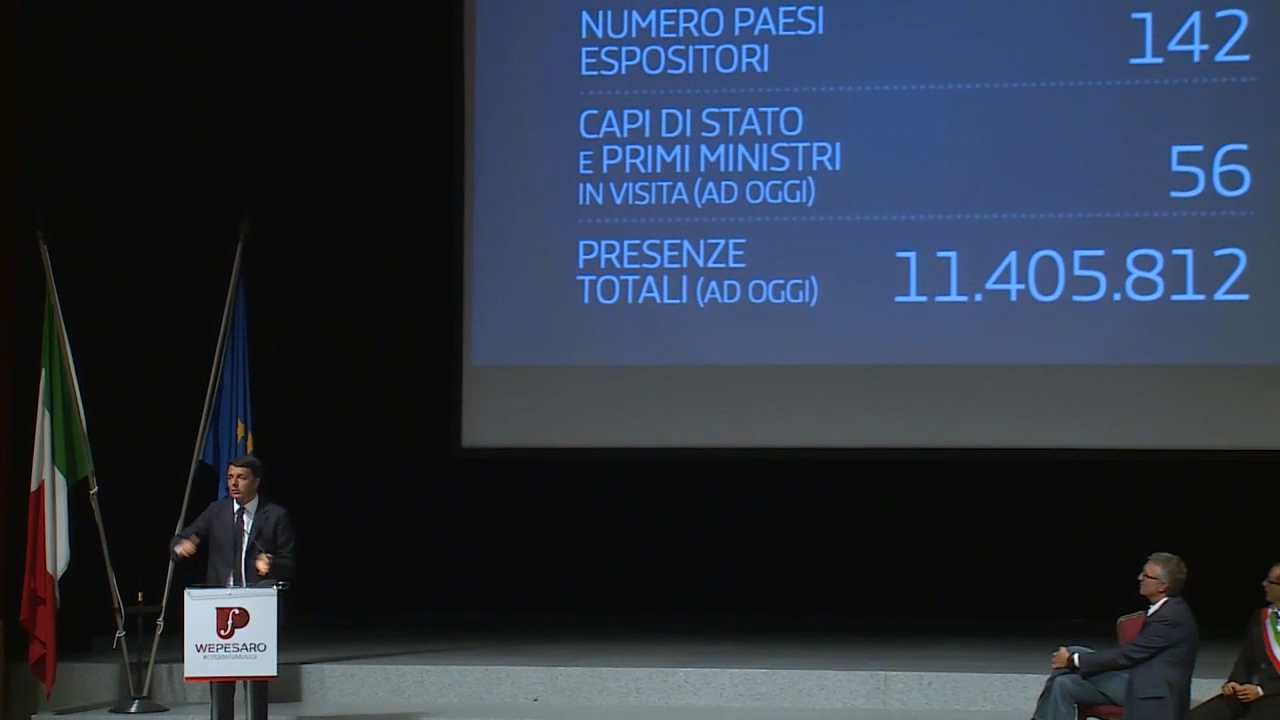 NUMERO PAESI
ESPOSITORI
142
CAPI DI STATO
E PRIMI MINISTRI
IN VISITA (AD OGGI)
56
PRESENZE
TOTALI (AD OGGI)
11.405.812
WEPESARO
#cittàdellaMusica